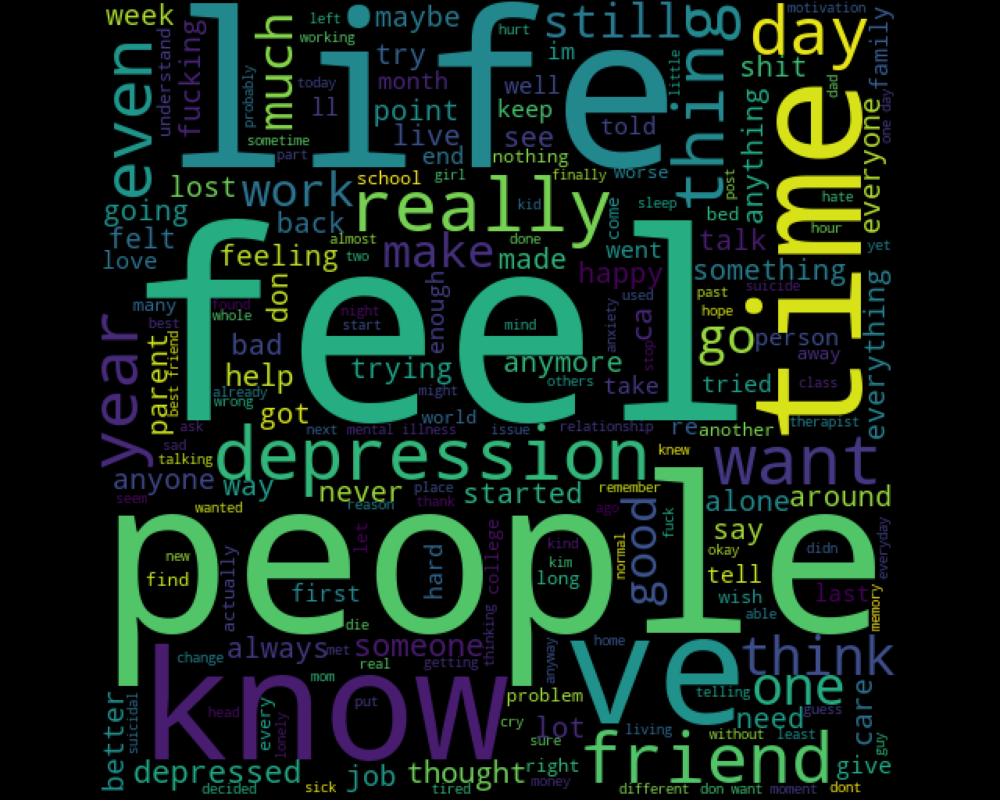 week
life
maybe
still
thing
day
motivation
family
understand
fucking
much
left
working
hurt
im
try
month
well
little
shit
dad
even
probably
today
ll
point
keep
live
see
told
sometime
part
end
nothing
anything
time
one day
everyone
lost
work
school
girl
finally
worse
post
hate
going
back
really
kid
come
sleep
bed
hour
felt
love
almost
two
done
went
talk
yet
feeling
make
made
happy
something
many
found
whole
don
feel
night
start
enough
mind
used
anxiety
ca
stop
past
suicide
hope
go
person
everything
year
best
parent
best friend
bad
trying
anymore
away
help
already
wrong
others
take
tried
class
got
might
world
therapist
ask
next
mental illness
issue
relationship
re
another
sad
talking
depression
knew
want
anyone
way
never
place
started
remember
alone
around
seem
reason
thank
wanted
people
let
college
ago
good
fuck
say
new
find
actually
hard
kind
kim
long
normal
okay
tell
didn
everyday
first
wish
able
last
memory
die
thinking
always
met
someone
home
think
change
real
getting
anyway
ve
know
mom
telling
one
better
suicidal
head
every
lonely
put
problem
cry
lot
sure
living
need
guess
care
without
least
guy
depressed
job
thought
right
friend
give
decided
sick
tired
money
different
don want
moment
dont